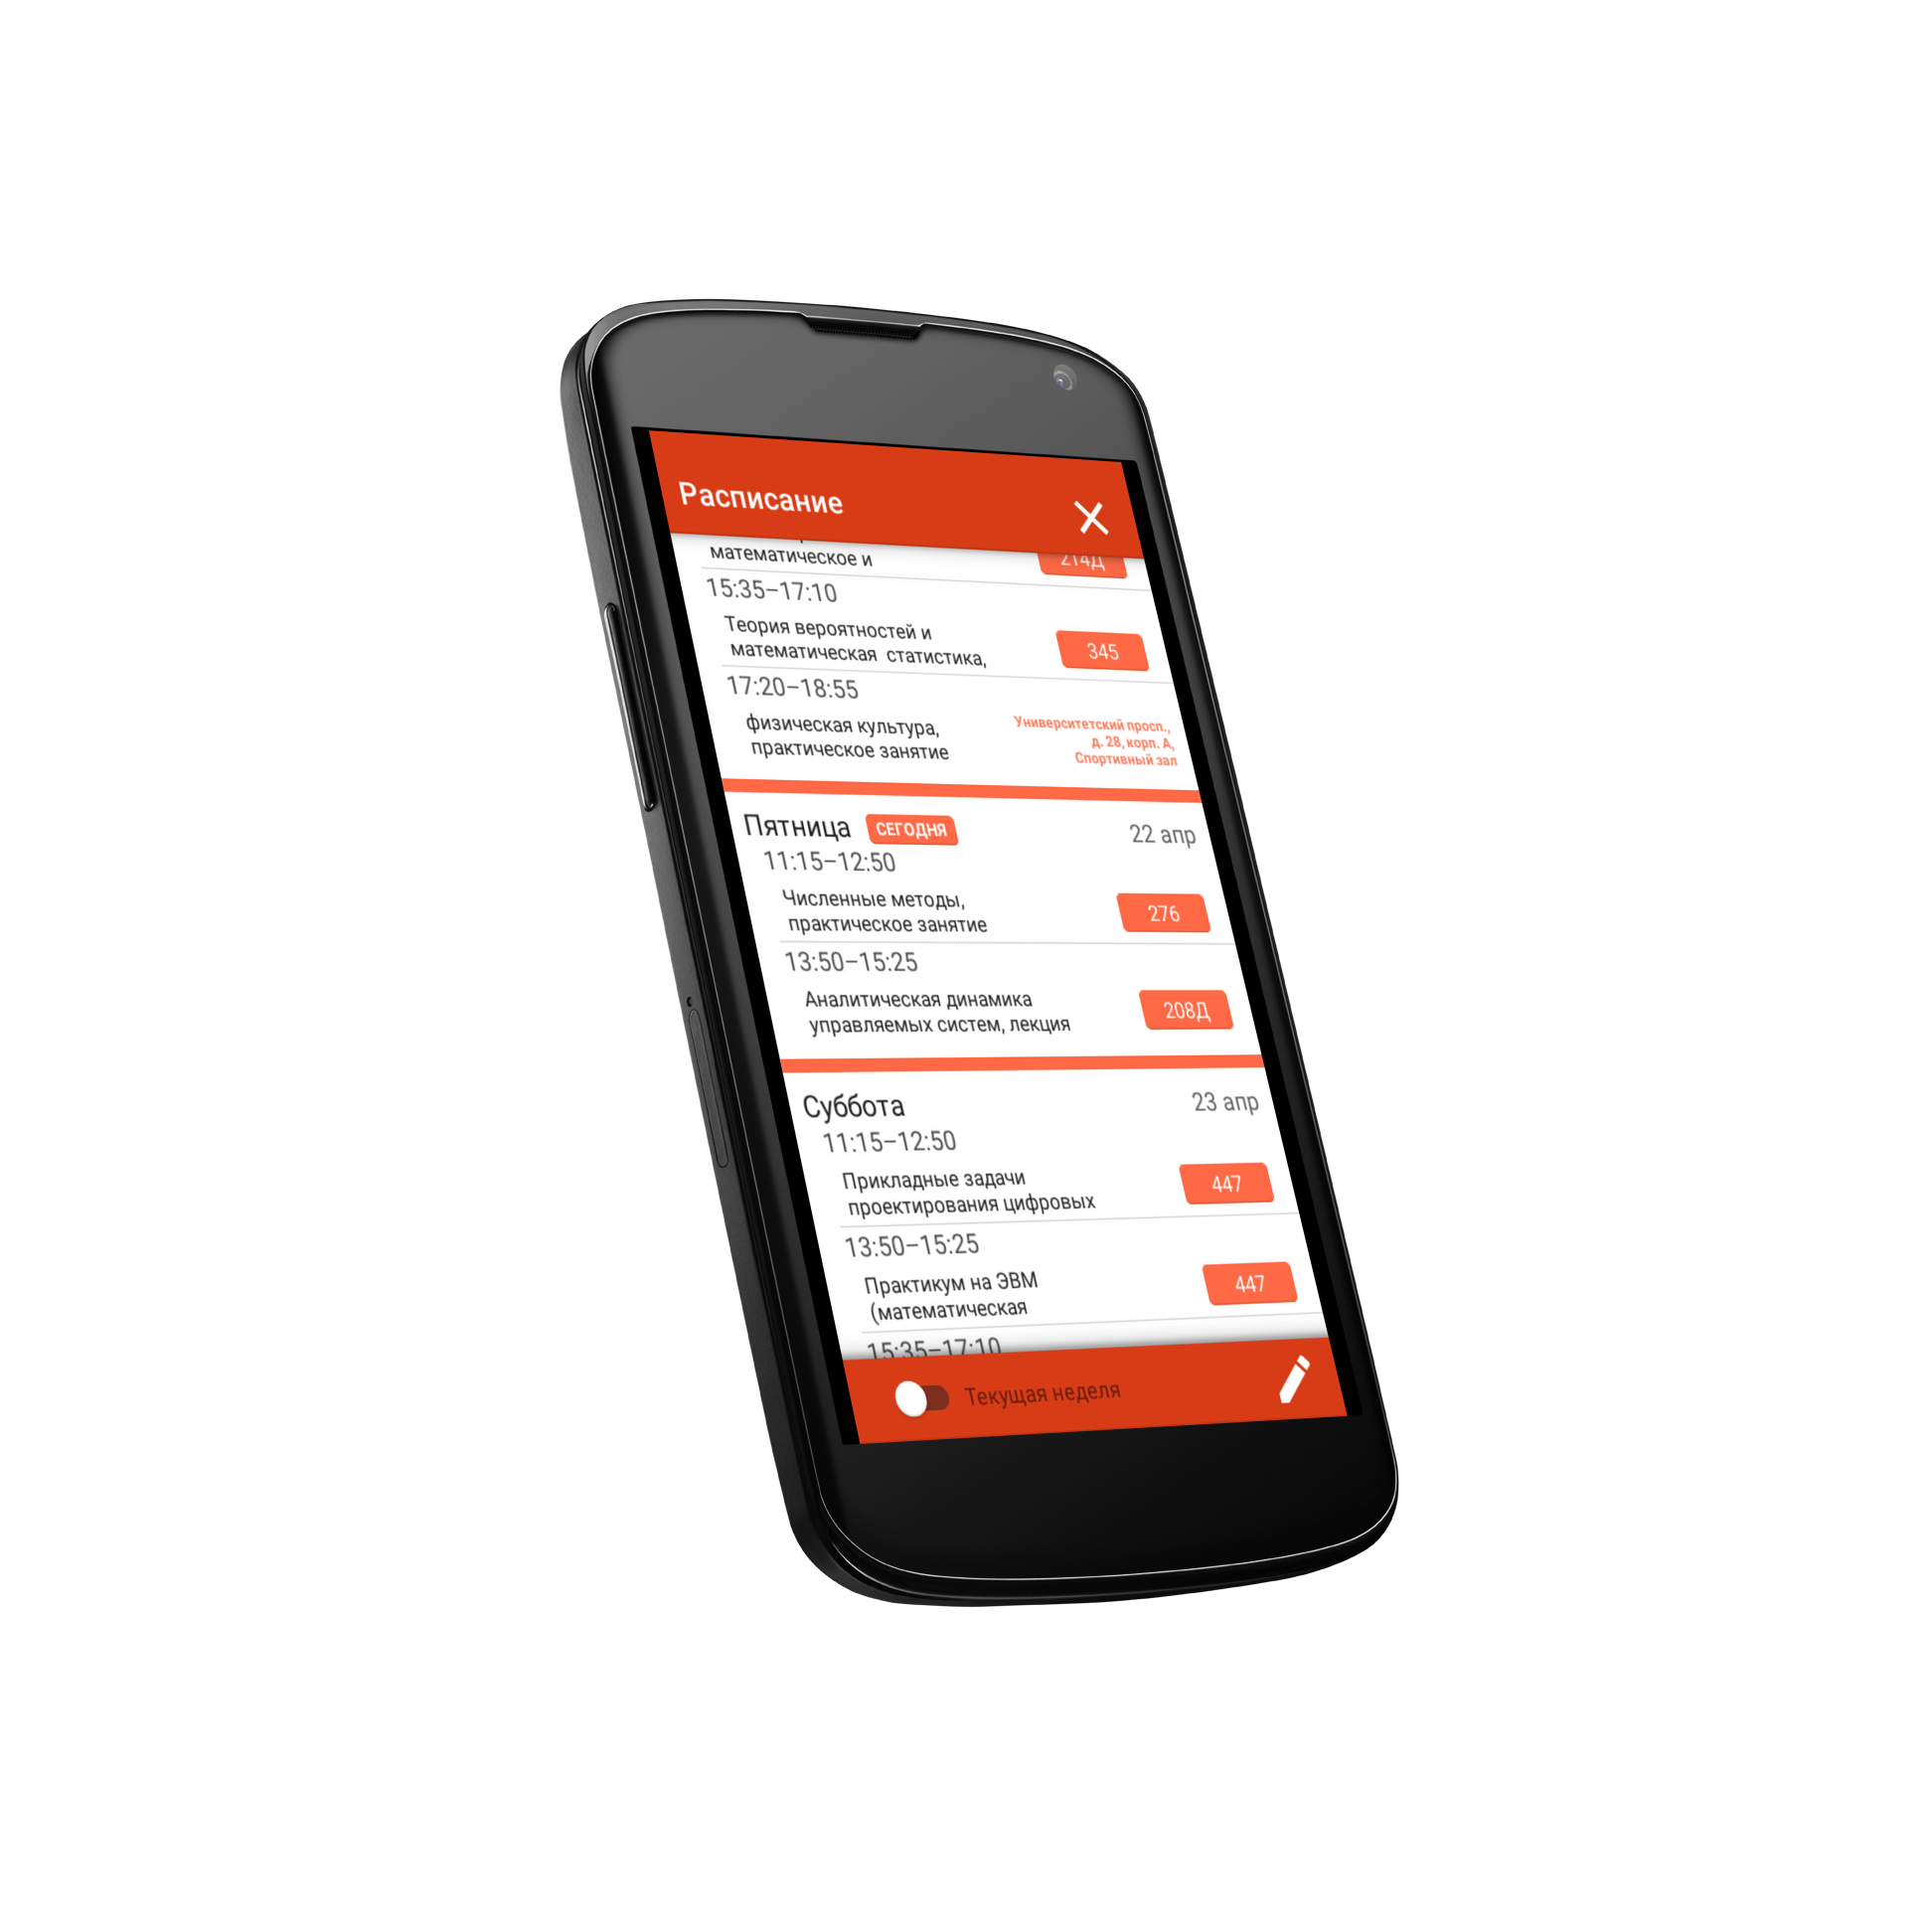 Расписание
математическое и
214Д
15:35–17:10
Теория вероятностей и
математическая статистика,
345
17:20–18:55
физическая культура,
практическое занятие
Университетский просп.,
д. 28, корп. А,
Спортивный зал
Пятница СЕГОДНЯ 22 апр
11:15–12:50
Численные методы,
практическое занятие
276
13:50–15:25
Аналитическая динамика
управляемых систем, лекция
208Д
Суббота 23 апр
11:15–12:50
Прикладные задачи
проектирования цифровых
447
13:50–15:25
Практикум на ЭВМ
(математическая
447
15:35–17:10
Текущая неделя